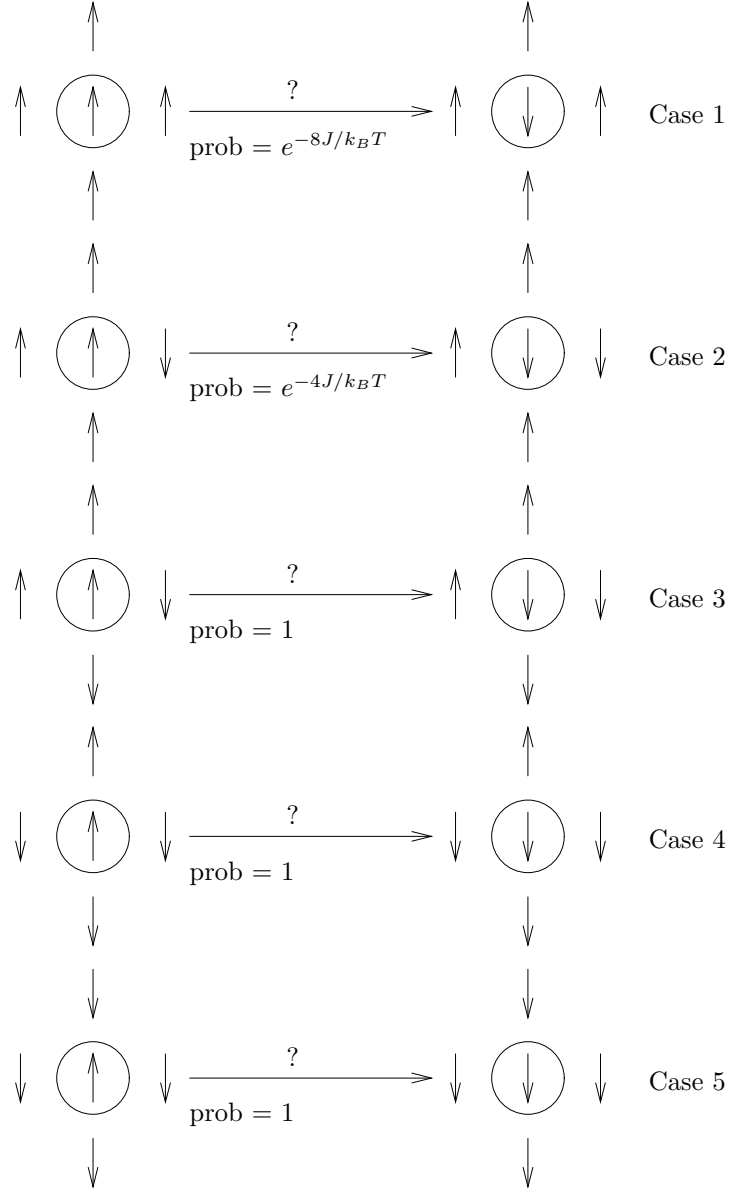 ?
prob = e^{-8J/k_BT}
Case 1
?
prob = e^{-4J/k_BT}
Case 2
?
prob = 1
Case 3
?
prob = 1
Case 4
?
prob = 1
Case 5